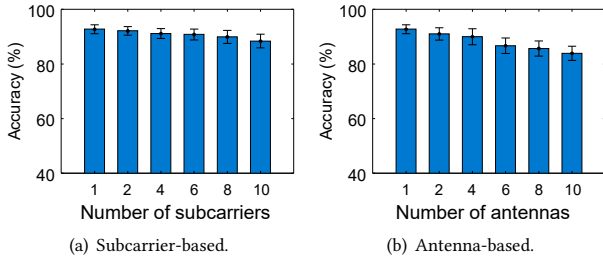 100
80
60
40
Accuracy (%)
1 2 4 6 8 10
Number of subcarriers
(a) Subcarrier-based.
100
80
60
40
Accuracy (%)
1 2 4 6 8 10
Number of antennas
(b) Antenna-based.